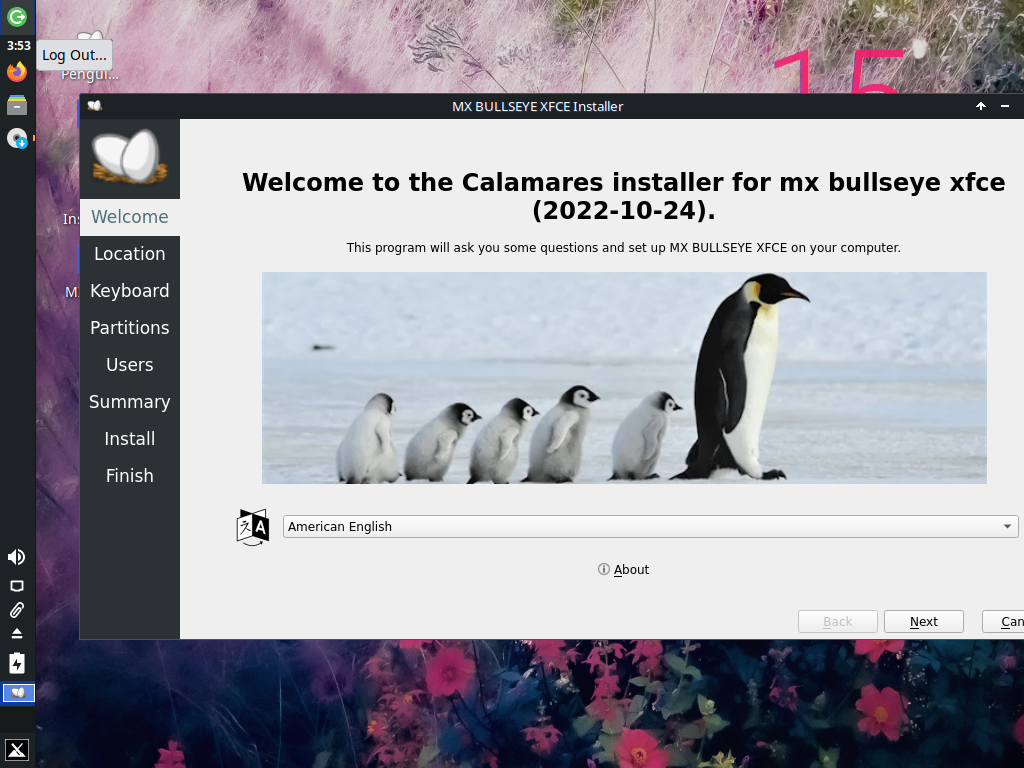 3:53
Log Out...
Pengui...
15
MX BULLSEYE XFCE Installer
Welcome to the Calamares installer for mx bullseye xfce
(2022-10-24).
This program will ask you some questions and set up MX BULLSEYE XFCE on your computer.
Welcome
Location
Keyboard
Partitions
Users
Summary
Install
Finish
Ins
M
American English
About
Back
Next
Can